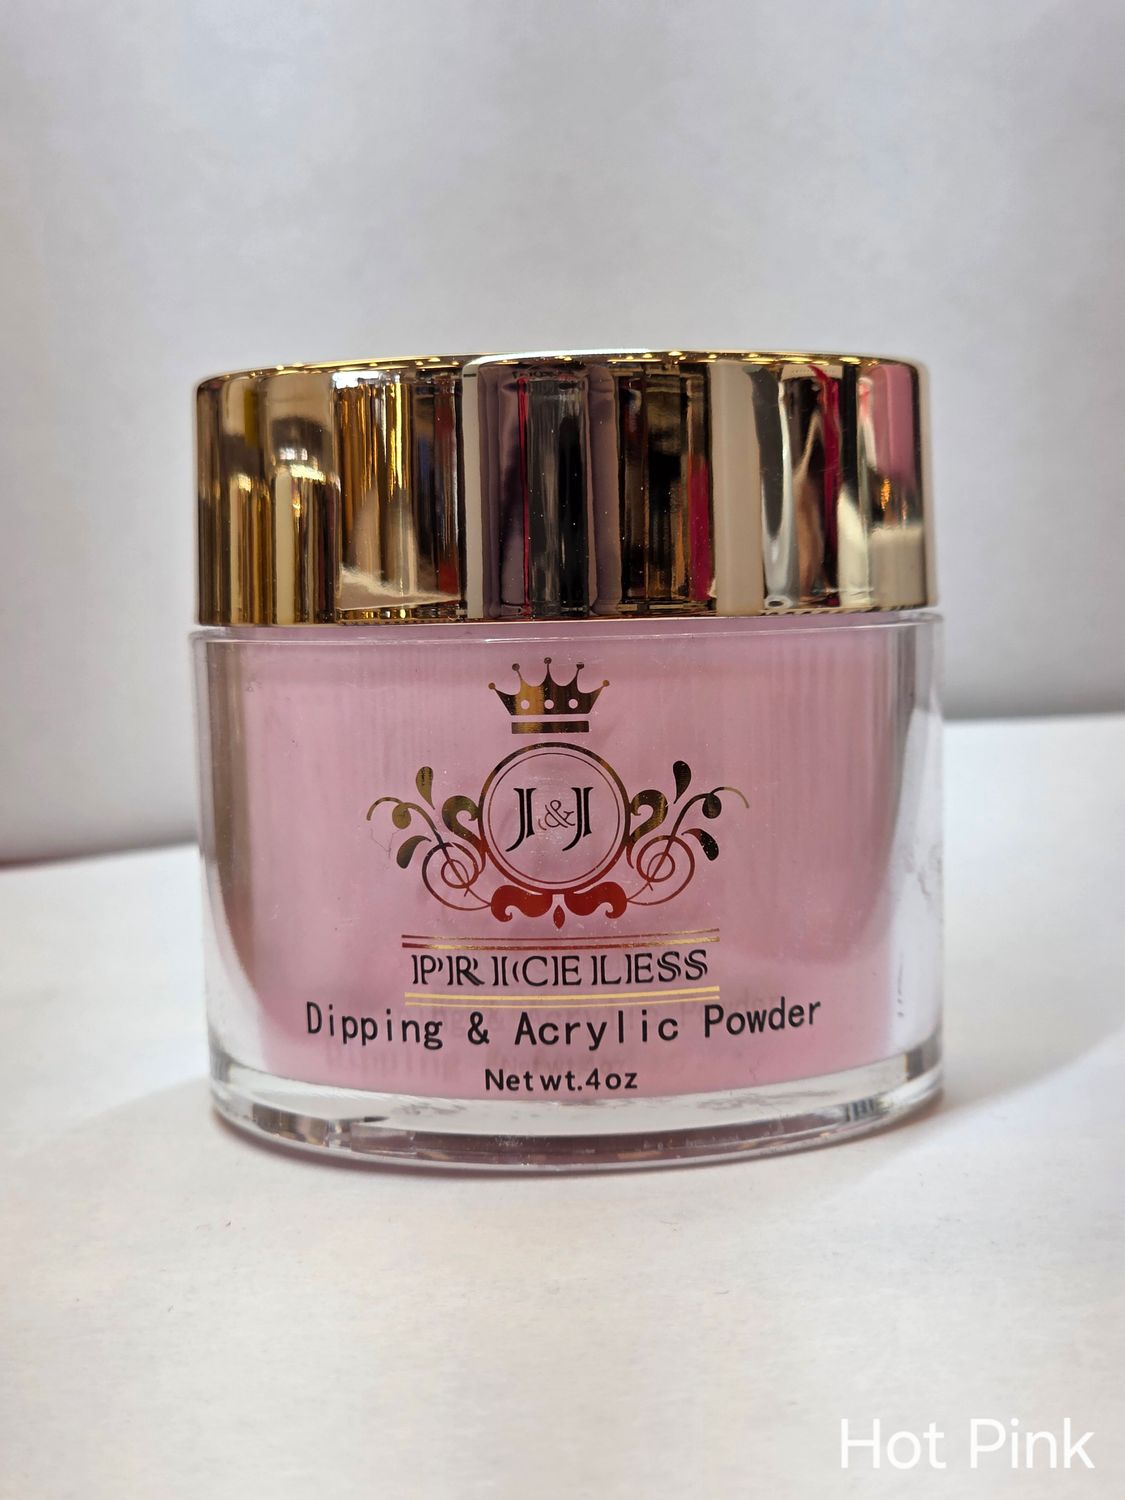 J&J
PRICELESS
Dipping & Acrylic Powder
Net wt.4oz
Hot Pink